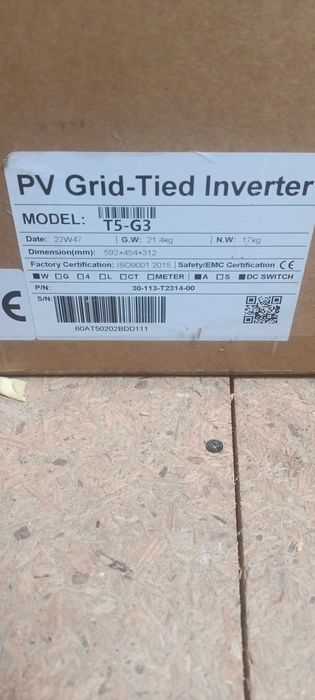 PV Grid-Tied Inverter
MODEL: T5-G3
Date: 22W47 G.W: 21.4kg N.W: 17kg
Dimension(mm): 592×454×312
Factory Certification: ISO9001:2015 Safety/EMC Certification CE
■W □G □4 □L □CT □METER ■A □S ■DC SWITCH
P/N: 30-113-T2314-00
S/N:
60AT50202BDD111
CE